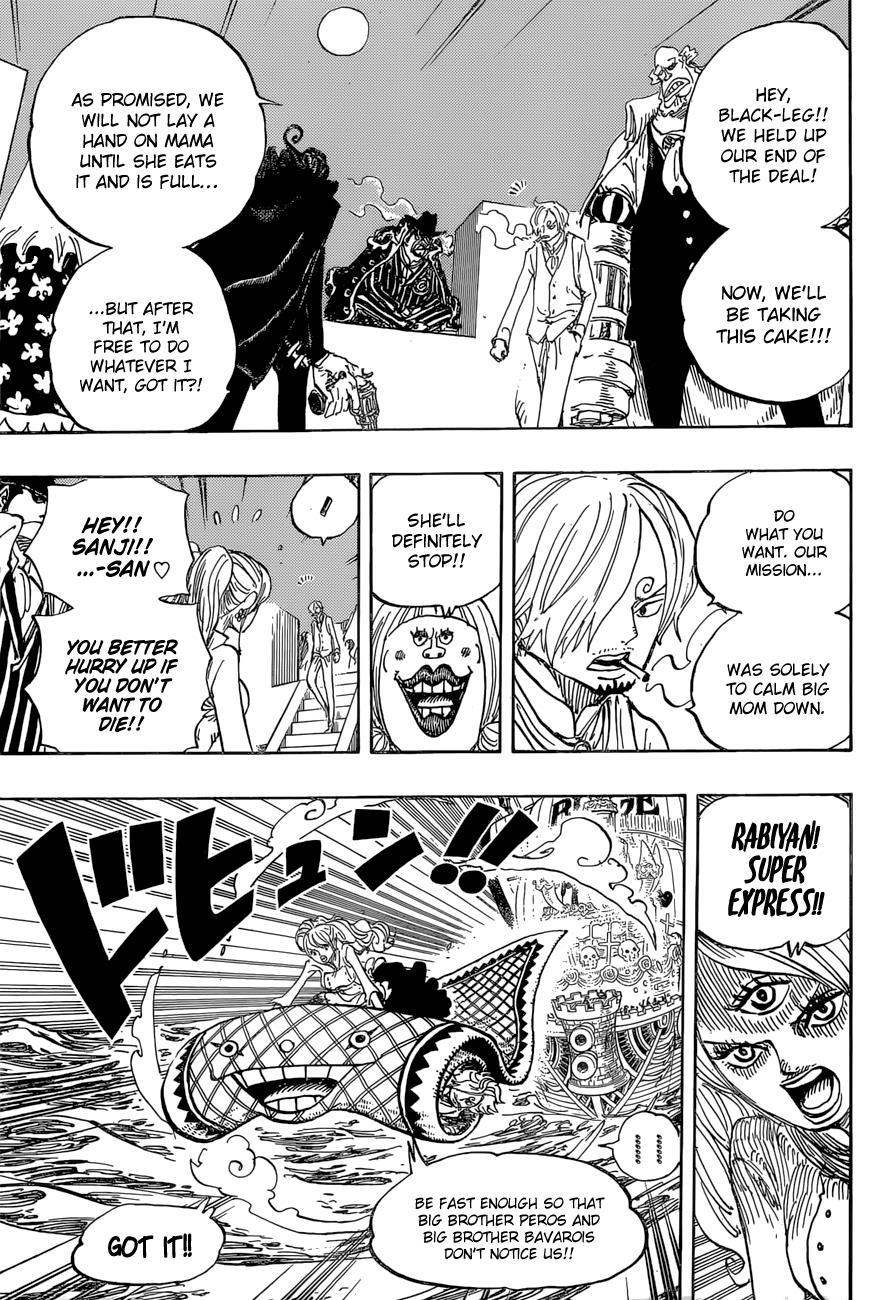 HEY,
BLACK-LEG!!
WE HELD UP
OUR END OF
THE DEAL!
NOW, WE'LL
BE TAKING
THIS CAKE!!!
AS PROMISED, WE
WILL NOT LAY A
HAND ON MAMA
UNTIL SHE EATS
IT AND IS FULL...
...BUT AFTER
THAT, I'M
FREE TO DO
WHATEVER I
WANT, GOT IT?!
DO
WHAT YOU
WANT. OUR
MISSION...
WAS SOLELY
TO CALM BIG
MOM DOWN.
SHE'LL
DEFINITELY
STOP!!
!
HEY!!
SANJI!!
...-SAN ♡
YOU BETTER
HURRY UP IF
YOU DON'T
WANT TO
DIE!!
RABIYAN!
SUPER
EXPRESS!!
ドヒュン!!
BE FAST ENOUGH SO THAT
BIG BROTHER PEROS AND
BIG BROTHER BAVAROIS
DON'T NOTICE US!!
GOT IT!!